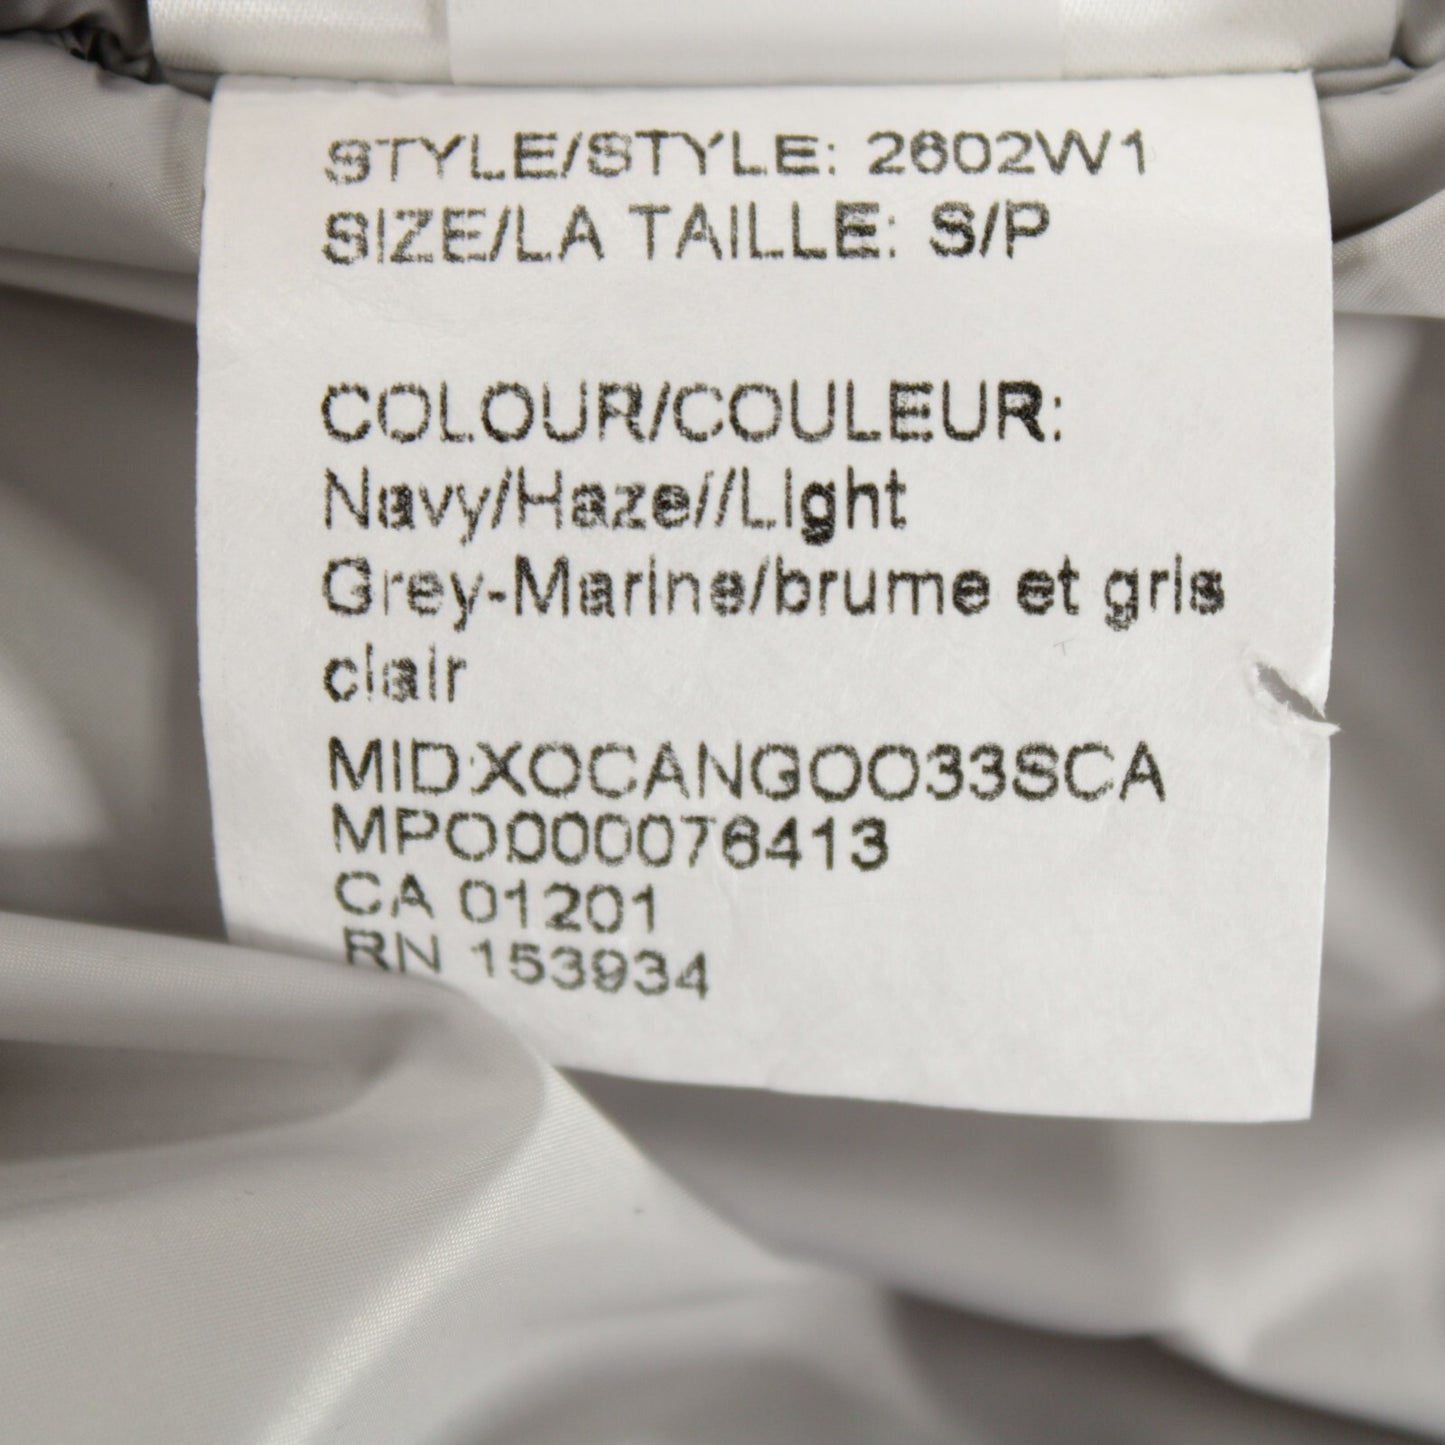 STYLE/STYLE: 2602W1
SIZE/LA TAILLE: S/P
COLOUR/COULEUR:
Navy/Haze//Light
Grey-Marine/brume et gris
clair
MID:XOCANGOO33SCA
MPO0000076413
CA 01201
RN 153934